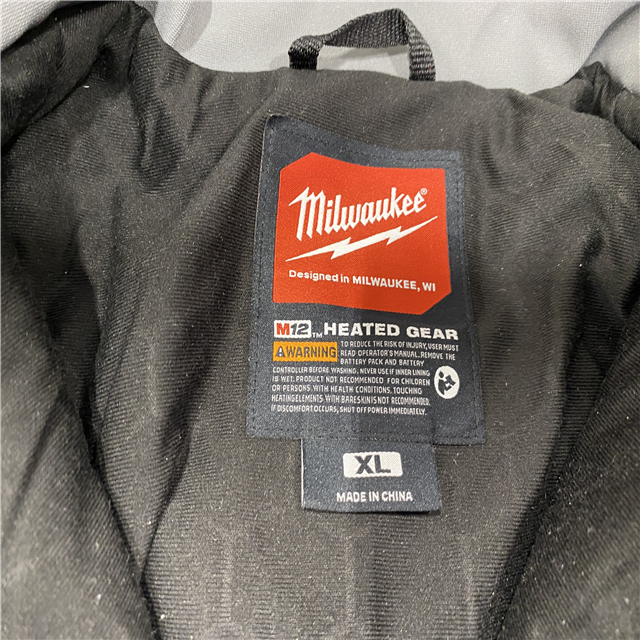 Milwaukee®
Designed in MILWAUKEE, WI
M12™ HEATED GEAR
WARNING TO REDUCE THE RISK OF INJURY, USER MUST
READ OPERATOR'S MANUAL. REMOVE THE
BATTERY PACK AND BATTERY
CONTROLLER BEFORE WASHING. NEVER USE IF INNER LINING
IS WET. PRODUCT NOT RECOMMENDED FOR CHILDREN
OR PERSONS WITH HEALTH CONDITIONS. TOUCHING
HEATING ELEMENTS WITH BARE SKIN IS NOT RECOMMENDED.
IF DISCOMFORT OCCURS, SHUT OFF POWER IMMEDIATELY.
XL
MADE IN CHINA